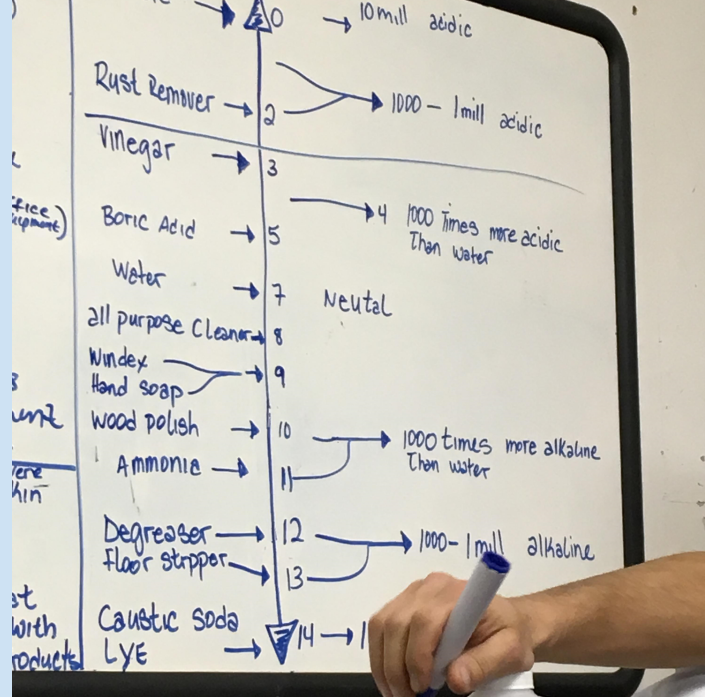 0 → 10mill acidic
Rust Remover → 2
1000 - 1mill acidic
Vinegar → 3
4 1000 Times more acidic
Than water
Boric Acid → 5
Water → 7 Neutal
all purpose Cleaner → 8
Windex
Hand soap → 9
Wood polish → 10
Ammonia → 11
1000 times more alkaline
Than water
Degreaser → 12
Floor strpper → 13
1000 - 1mill alkaline
Caustic Soda
LYE → 14 →
with